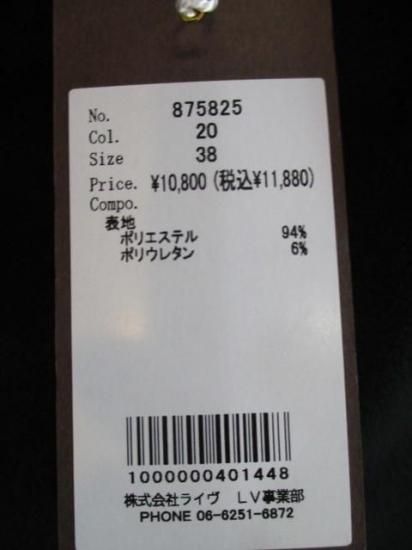 No. 875825
Col. 20
Size 38
Price. ¥10,800 (税込¥11,880)
Compo.
表地
ポリエステル 94%
ポリウレタン 6%
1000000401448
株式会社ライヴ LV事業部
PHONE 06-6251-6872